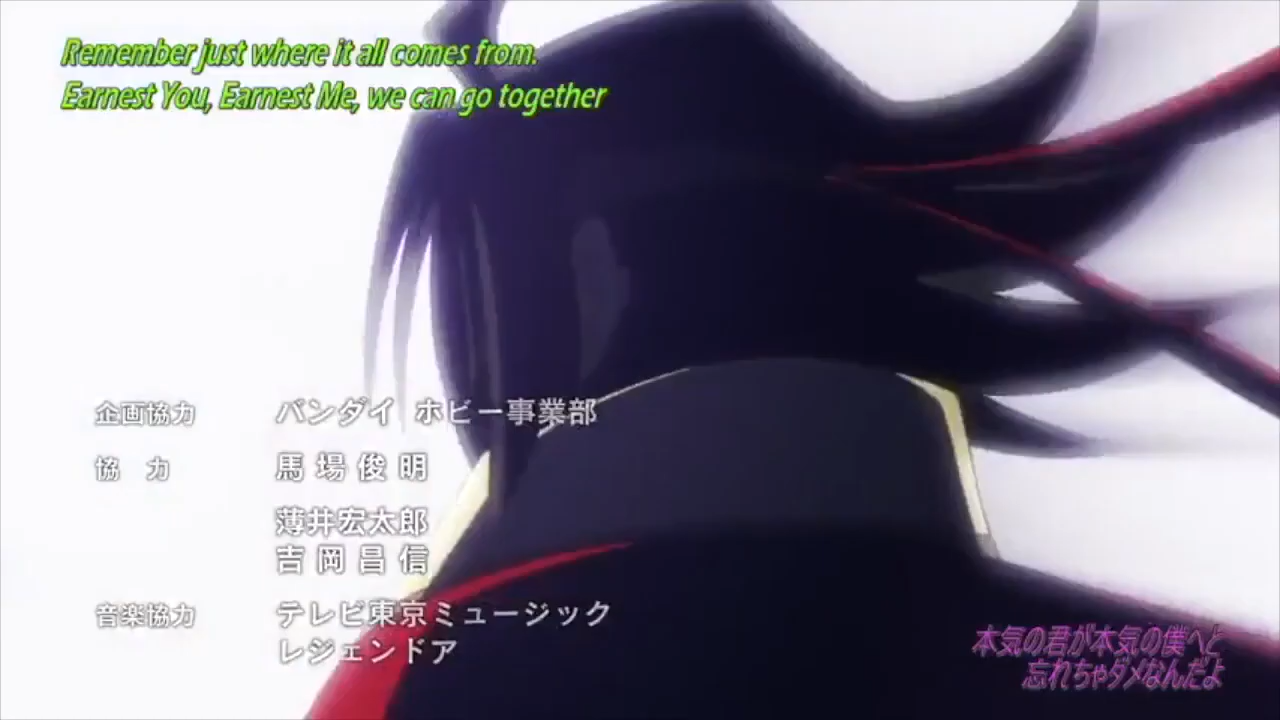 Remember just where it all comes from.
Earnest You, Earnest Me, we can go together
企画協力 バンダイ ホビー事業部
協 力 馬場俊明
薄井宏太郎
吉岡昌信
音楽協力 テレビ東京ミュージック
レジェンドア
本気の君が本気の僕へと
忘れちゃダメなんだよ